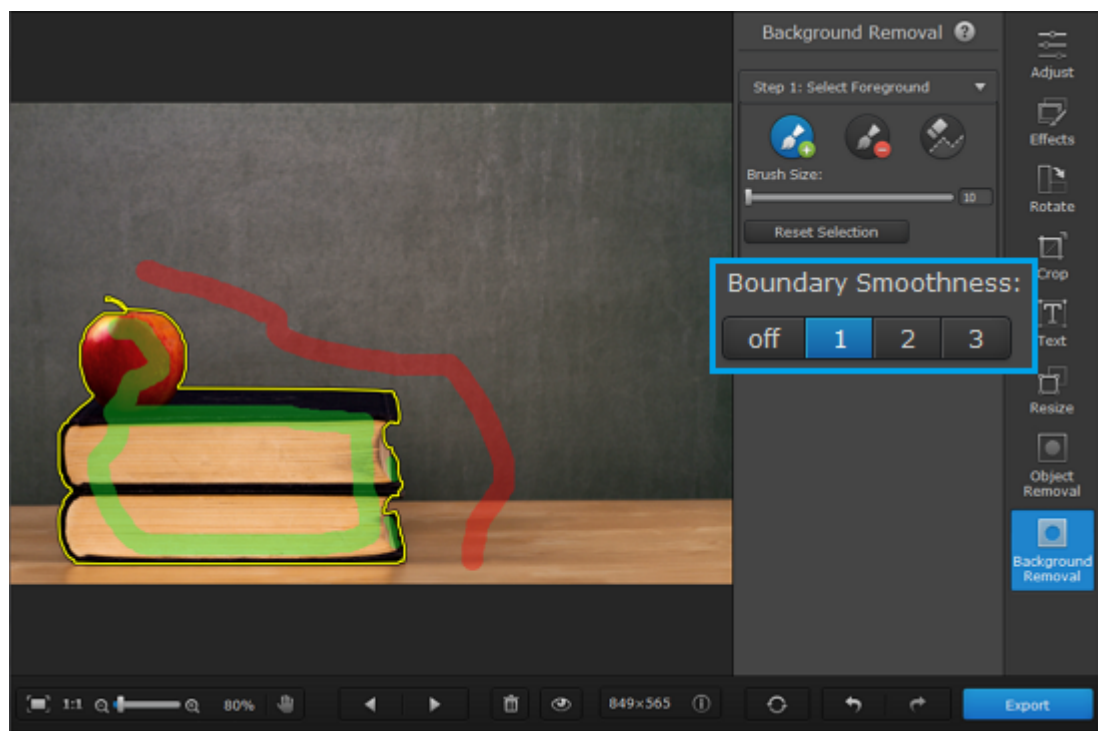 Background Removal ?
Step 1: Select Foreground
Brush Size:
10
Reset Selection
Boundary Smoothness:
off 1 2 3
Adjust
Effects
Rotate
Crop
T
Text
Resize
Object
Removal
Background
Removal
1:1
80%
849×565
Export